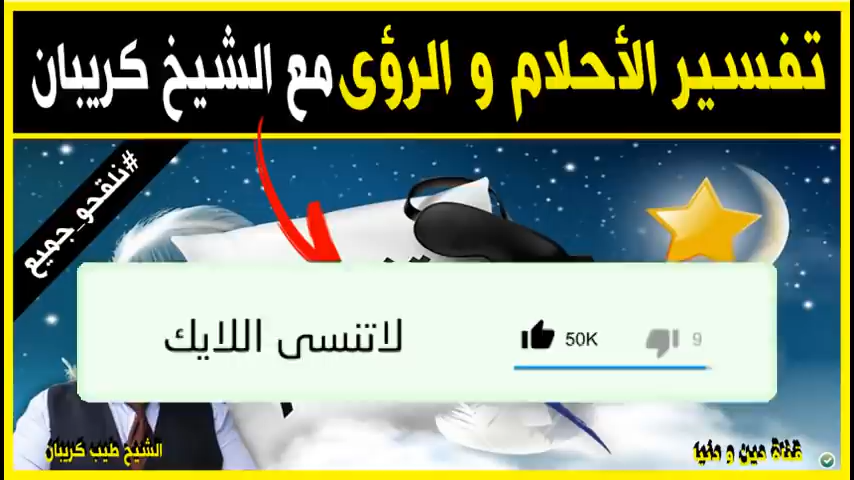 تفسير الأحلام و الرؤى مع الشيخ كريبان
#نلقحو_جميع
لاتنسى اللايك
50K
9
الشيخ طيب كريبان
قناة دين و دنيا